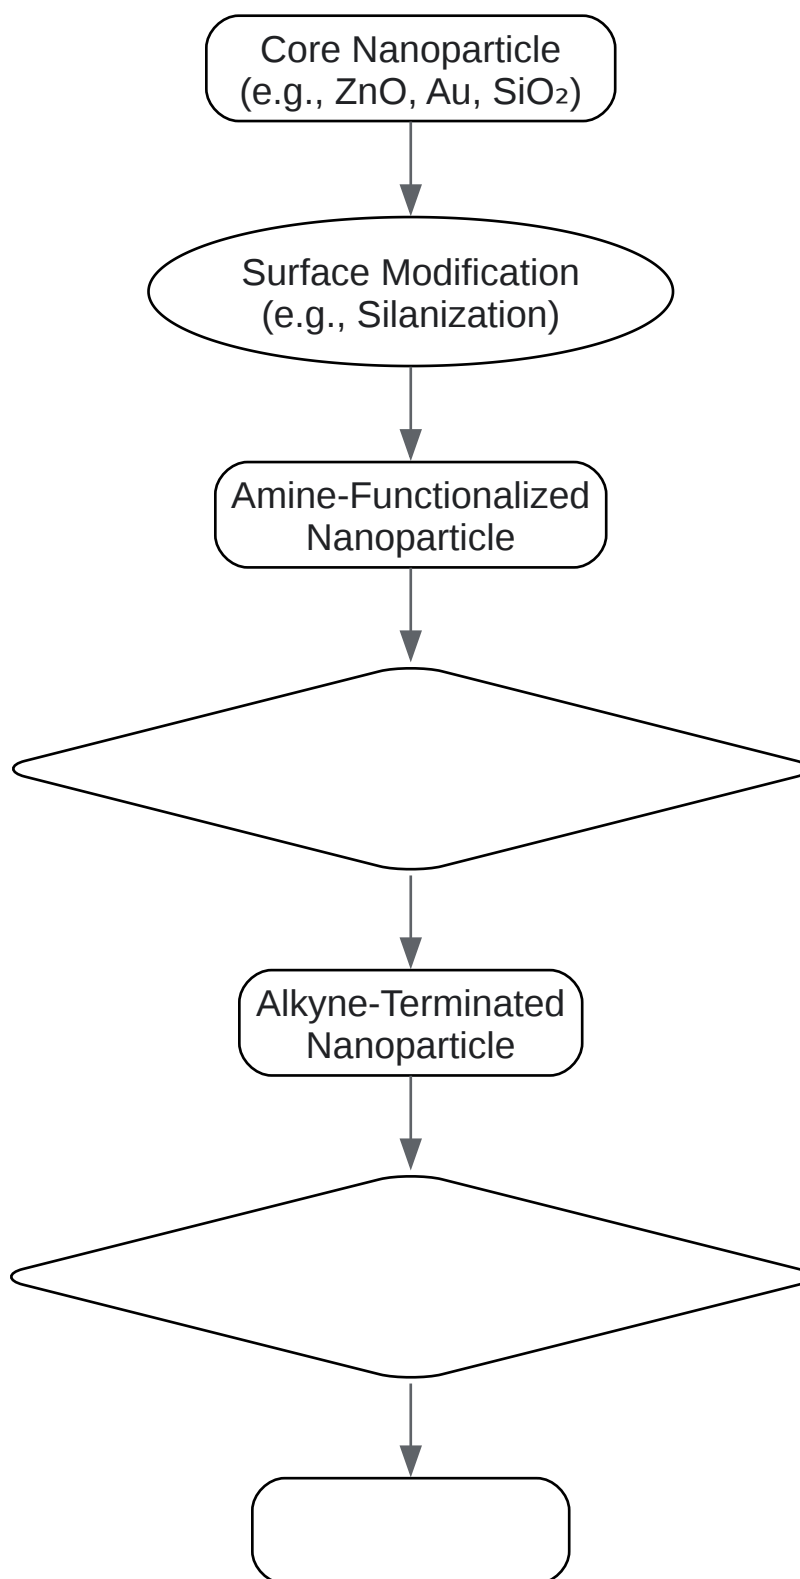 Core Nanoparticle
(e.g., ZnO, Au, SiO₂)
Surface Modification
(e.g., Silanization)
Amine-Functionalized
Nanoparticle
Alkyne-Terminated
Nanoparticle